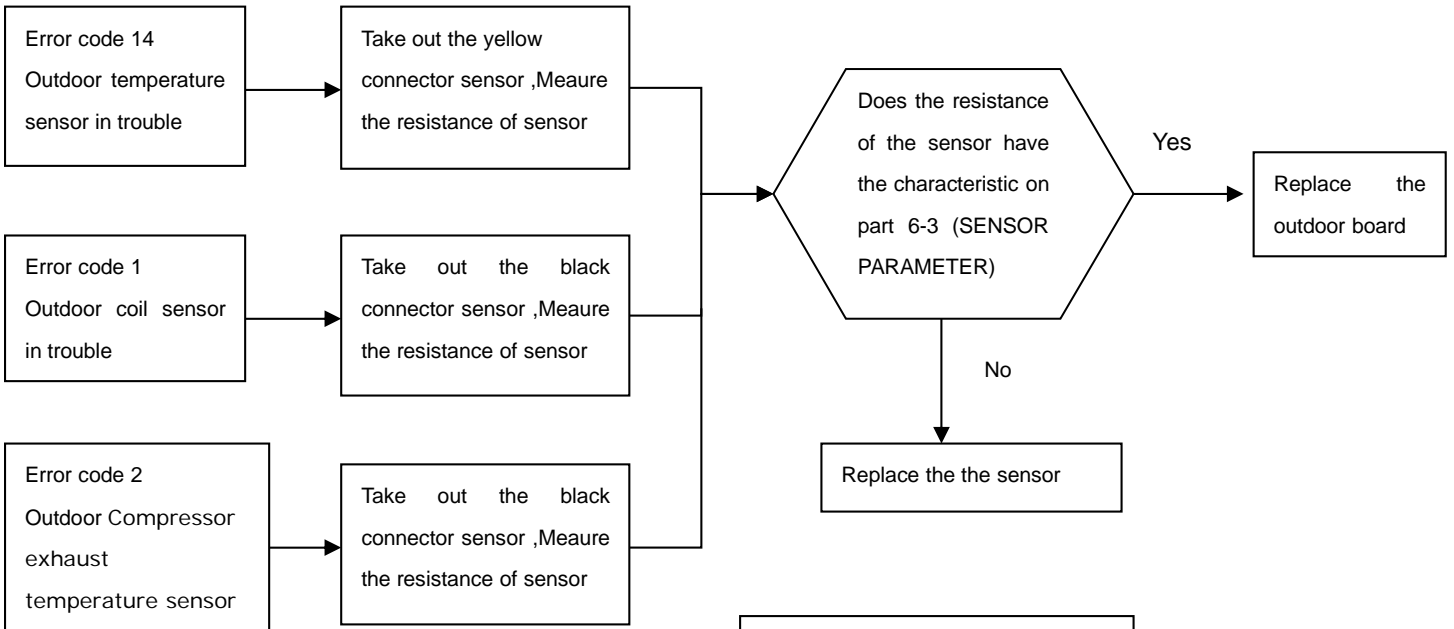 Error code 14
Outdoor temperature
sensor in trouble
Take out the yellow
connector sensor ,Meaure
the resistance of sensor
Does the resistance
of the sensor have
the characteristic on
part 6-3 (SENSOR
PARAMETER)
Yes
Replace the
outdoor board
Error code 1
Outdoor coil sensor
in trouble
Take out the black
connector sensor ,Meaure
the resistance of sensor
No
Replace the the sensor
Error code 2
Outdoor Compressor
exhaust
temperature sensor
Take out the black
connector sensor ,Meaure
the resistance of sensor